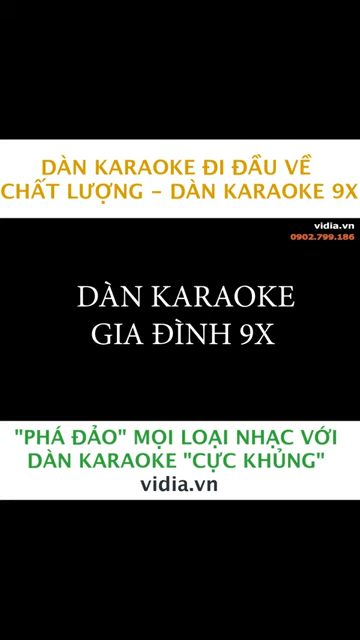 DÀN KARAOKE ĐI ĐẦU VỀ
CHẤT LƯỢNG – DÀN KARAOKE 9X
vidia.vn
0902.799.186
DÀN KARAOKE
GIA ĐÌNH 9X
"PHÁ ĐẢO" MỌI LOẠI NHẠC VỚI
DÀN KARAOKE "CỰC KHỦNG"
vidia.vn